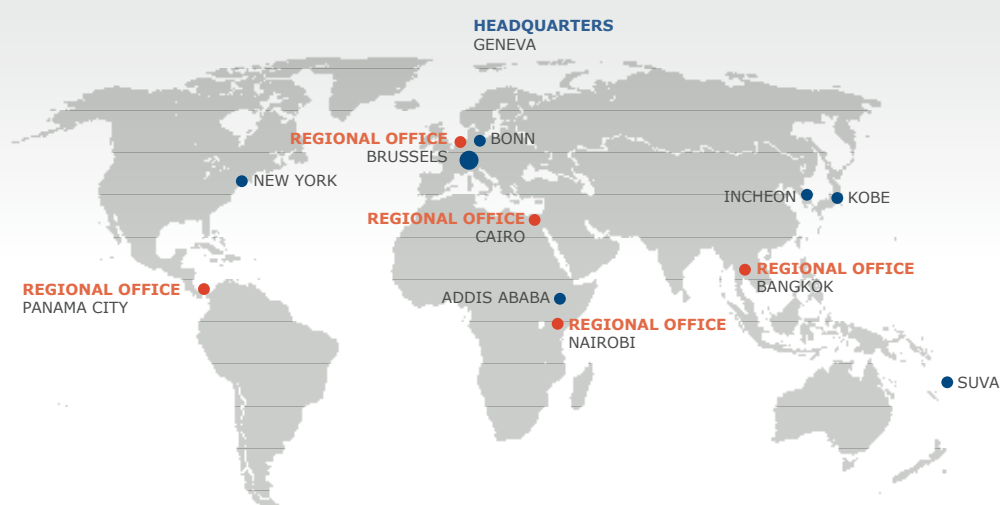 HEADQUARTERS
GENEVA
REGIONAL OFFICE
BRUSSELS
BONN
NEW YORK
INCHEON
KOBE
REGIONAL OFFICE
CAIRO
REGIONAL OFFICE
PANAMA CITY
ADDIS ABABA
REGIONAL OFFICE
BANGKOK
REGIONAL OFFICE
NAIROBI
SUVA